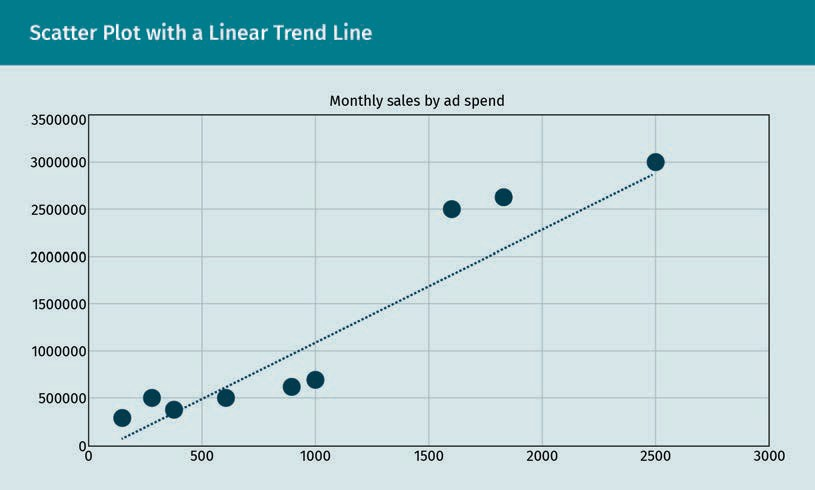 Scatter Plot with a Linear Trend Line
Monthly sales by ad spend
3500000
3000000
2500000
2000000
1500000
1000000
500000
0
0 500 1000 1500 2000 2500 3000